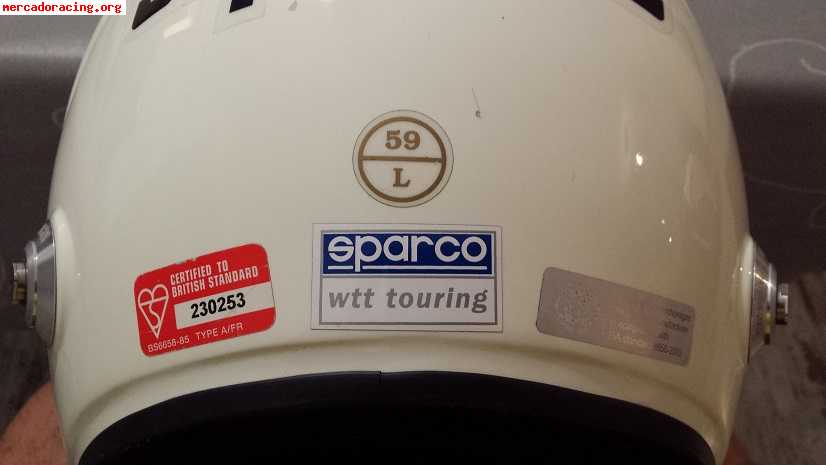 mercadoracing.org
59
L
CERTIFIED TO
BRITISH STANDARD
230253
BS6658-85 TYPE A/FR
sparco
wtt touring